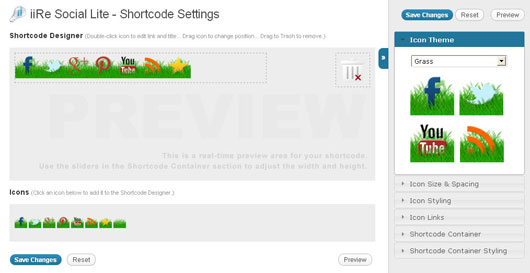 iiRe Social Lite - Shortcode Settings
Shortcode Designer (Double-click icon to edit link and title... Drag icon to change position... Drag to Trash to remove.)
PREVIEW
This is a real-time preview area for your shortcode.
Use the sliders in the Shortcode Container section to adjust the width and height.
Icons (Click an icon below to add it to the Shortcode Designer.)
Save Changes
Reset
Preview
Save Changes
Reset
Preview
Icon Theme
Grass
You
Tube
Icon Size & Spacing
Icon Styling
Icon Links
Shortcode Container
Shortcode Container Styling